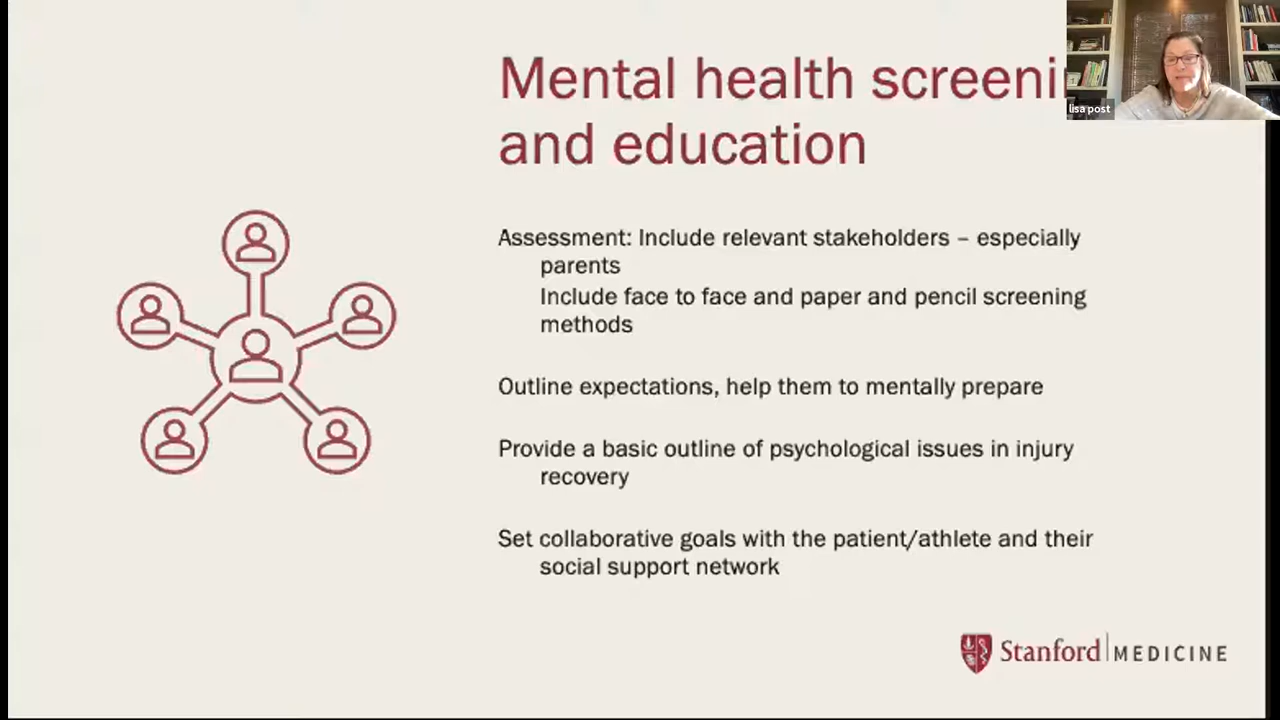 Mental health screeni
and education
lisa post
Assessment: Include relevant stakeholders – especially
parents
Include face to face and paper and pencil screening
methods
Outline expectations, help them to mentally prepare
Provide a basic outline of psychological issues in injury
recovery
Set collaborative goals with the patient/athlete and their
social support network
Stanford MEDICINE